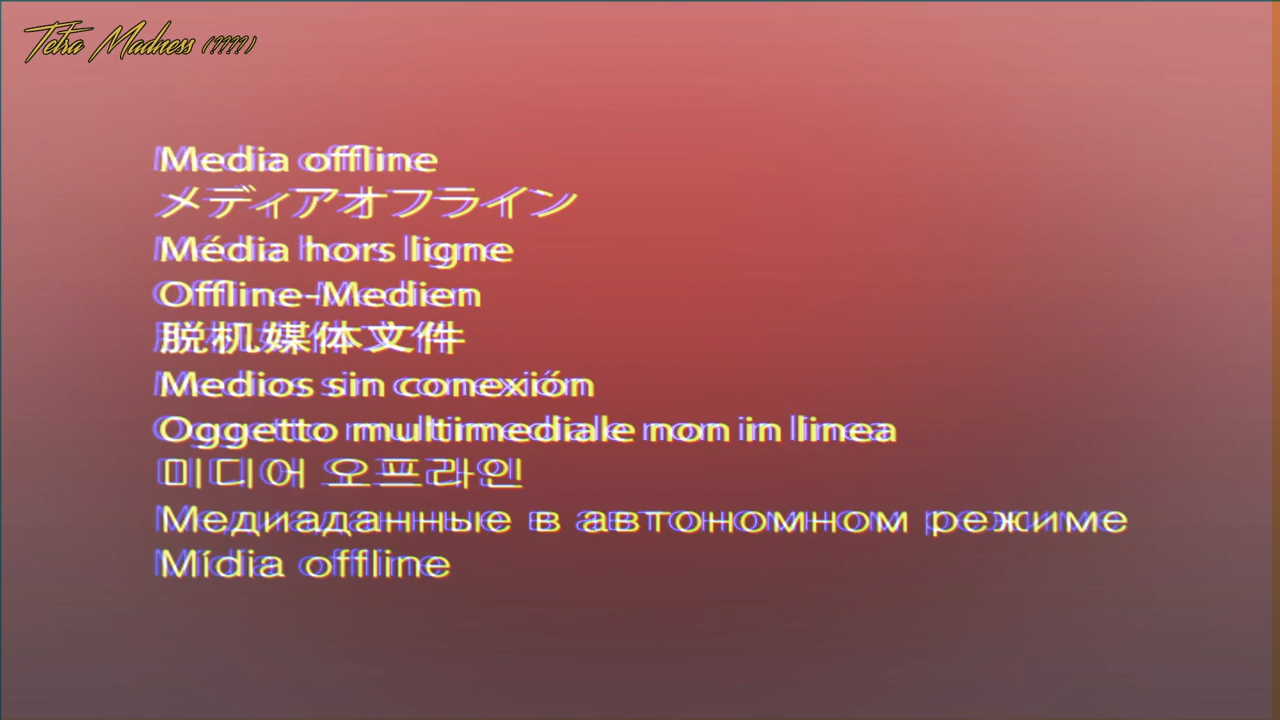 Tetra Madness (????)
Media offline
メディアオフライン
Média hors ligne
Offline-Medien
脱机媒体文件
Medios sin conexión
Oggetto multimediale non in linea
미디어 오프라인
Медиаданные в автономном режиме
Mídia offline